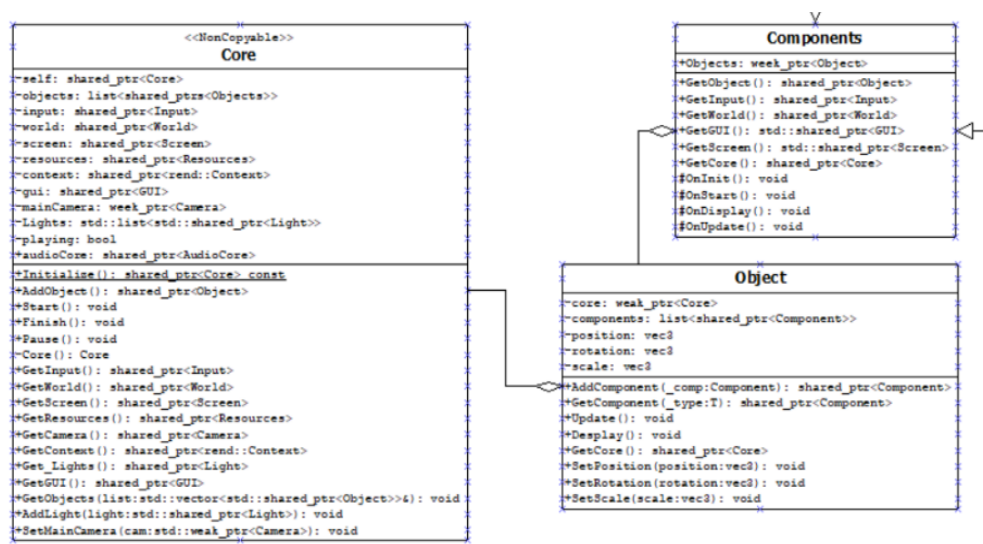 <<NonCopyable>>
Core
-self: shared_ptr<Core>
-objects: list<shared_ptrs<Objects>>
-input: shared_ptr<Input>
-world: shared_ptr<World>
-screen: shared_ptr<Screen>
-resources: shared_ptr<Resources>
-context: shared_ptr<rend::Context>
-gui: shared_ptr<GUI>
-mainCamera: week_ptr<Camera>
-Lights: std::list<std::shared_ptr<Light>>
-playing: bool
+audioCore: shared_ptr<AudioCore>
+Initialise(): shared_ptr<Core> const
+AddObject(): shared_ptr<Object>
+Start(): void
+Finish(): void
+Pause(): void
-Core(): Core
+GetInput(): shared_ptr<Input>
+GetWorld(): shared_ptr<World>
+GetScreen(): shared_ptr<Screen>
+GetResources(): shared_ptr<Resources>
+GetCamera(): shared_ptr<Camera>
+GetContext(): shared_ptr<rend::Context>
+Get_Lights(): shared_ptr<Light>
+GetGUI(): shared_ptr<GUI>
+GetObjects(list:std::vector<std::shared_ptr<Object>>&): void
+AddLight(light:std::shared_ptr<Light>): void
+SetMainCamera(cam:std::weak_ptr<Camera>): void
Components
+Objects: week_ptr<Object>
+GetObject(): shared_ptr<Object>
+GetInput(): shared_ptr<Input>
+GetWorld(): shared_ptr<World>
+GetGUI(): std::shared_ptr<GUI>
+GetScreen(): std::shared_ptr<Screen>
+GetCore(): shared_ptr<Core>
#OnInit(): void
#OnStart(): void
#OnDisplay(): void
#OnUpdate(): void
Object
-core: weak_ptr<Core>
-components: list<shared_ptr<Component>>
-position: vec3
-rotation: vec3
-scale: vec3
+AddComponent(_comp:Component): shared_ptr<Component>
+GetComponent(_type:T): shared_ptr<Component>
+Update(): void
+Desplay(): void
+GetCore(): shared_ptr<Core>
+SetPosition(position:vec3): void
+SetRotation(rotation:vec3): void
+SetScale(scale:vec3): void